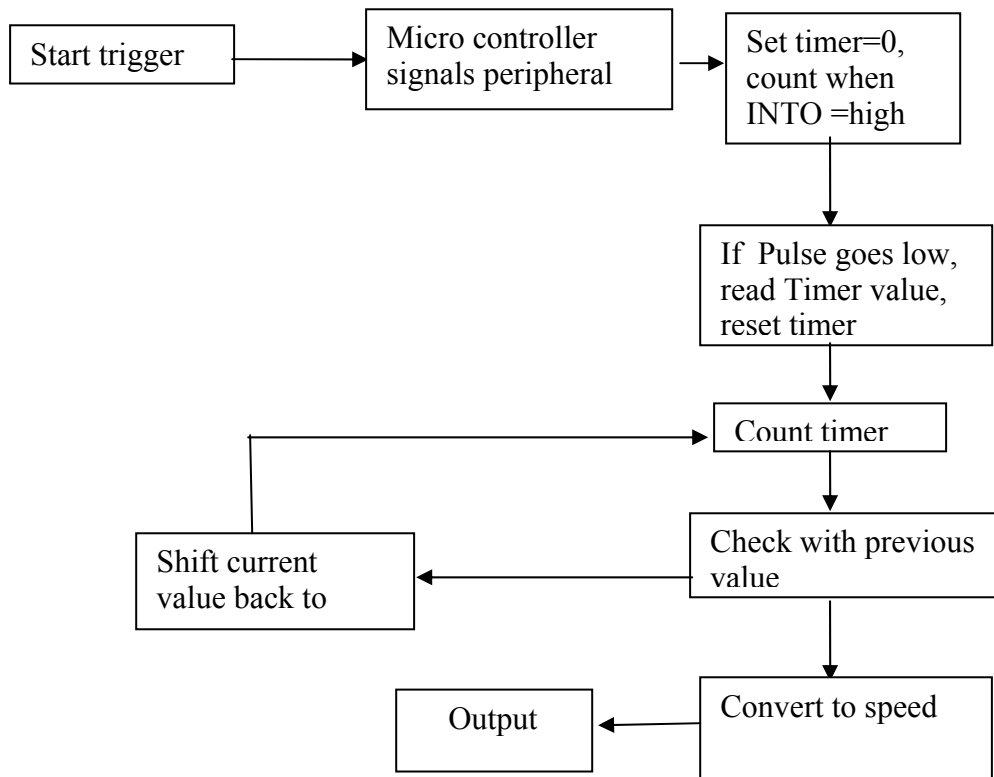 Start trigger
Micro controller
signals peripheral
Set timer=0,
count when
INTO =high
If Pulse goes low,
read Timer value,
reset timer
Count timer
Check with previous
value
Shift current
value back to
Convert to speed
Output